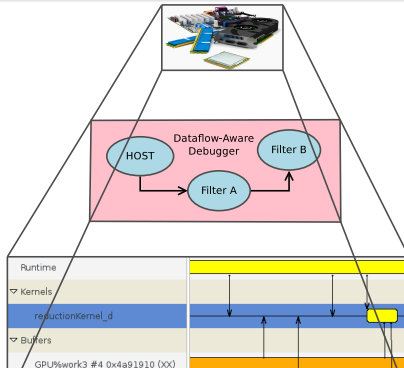 Dataflow-Aware
Debugger
HOST
Filter B
Filter A
Runtime
Kernels
reductionKernel_d
Buffers
GPU%work3 #4 0x4a91910 (XX)